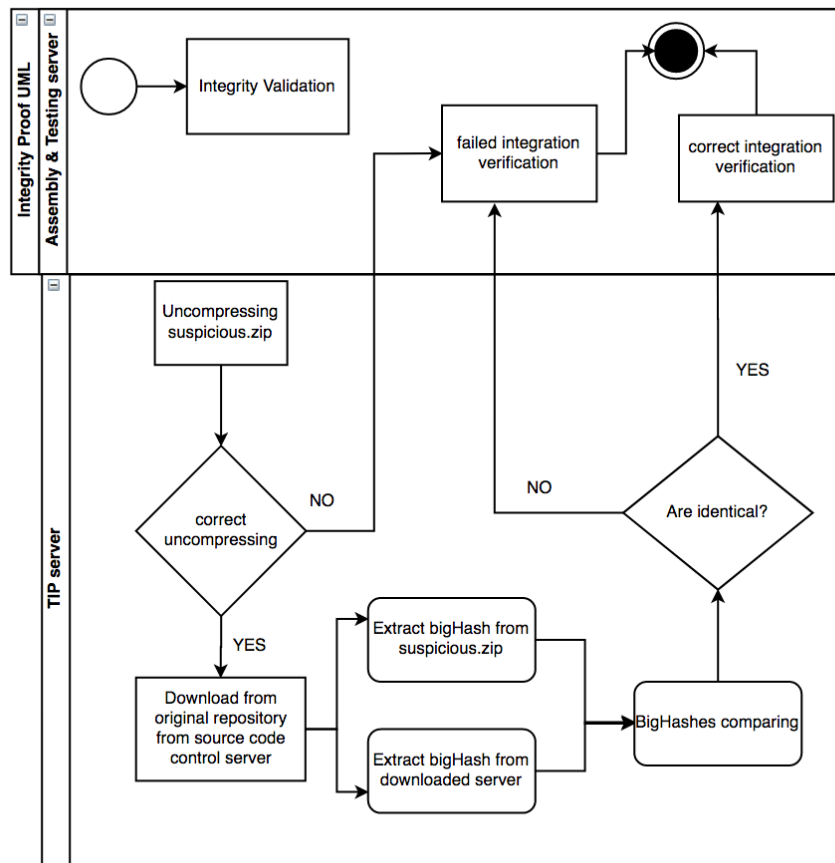 Integrity Proof UML
Assembly & Testing server
Integrity Validation
failed integration
verification
correct integration
verification
TIP server
Uncompressing
suspicious.zip
YES
NO
NO
correct
uncompressing
Are identical?
YES
Extract bigHash from
suspicious.zip
Download from
original repository
from source code
control server
BigHashes comparing
Extract bigHash from
downloaded server